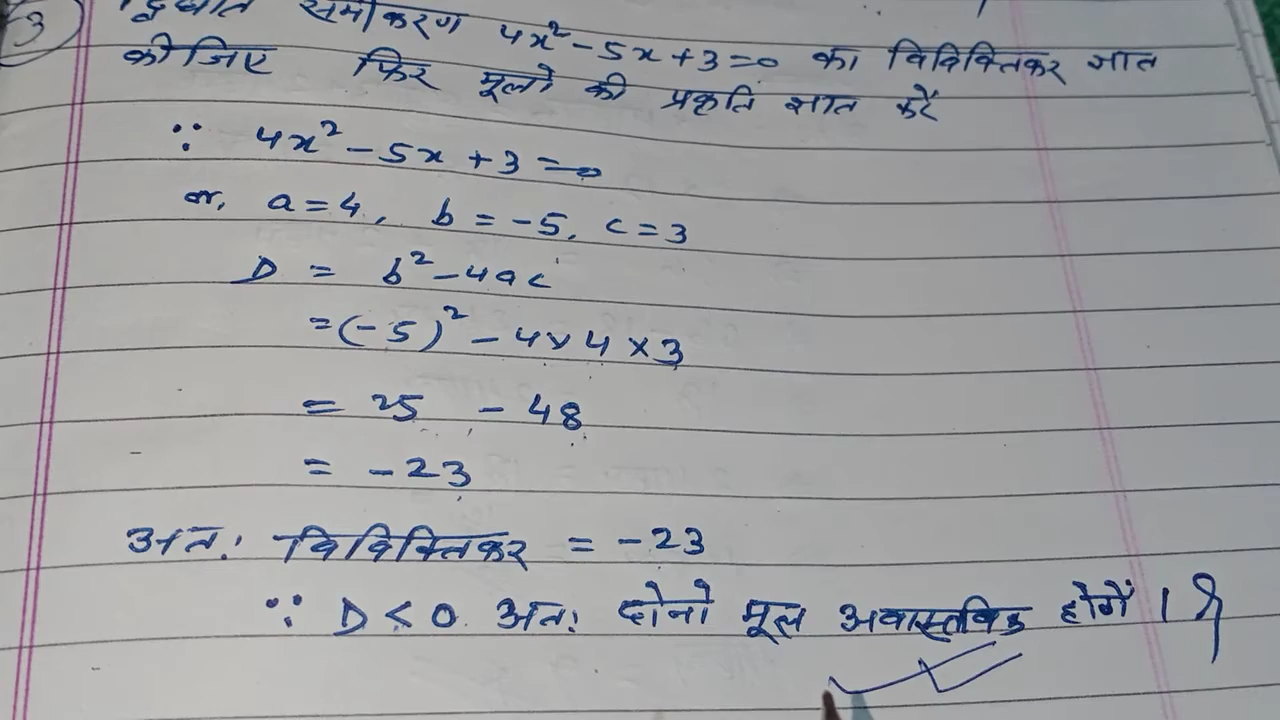 3 द्विघात समीकरण 4x² - 5x + 3 = 0 का विविक्तिकर ज्ञात
कीजिए फिर मूलो की प्रकृति ज्ञात करें
∵ 4x² - 5x + 3 = 0
or, a = 4, b = -5, c = 3
D = b² - 4ac
= (-5)² - 4 × 4 × 3
= 25 - 48
= -23
अतः विविक्तिकर = -23
∵ D < 0 अतः दोनो मूल अवास्तविक होगें ।